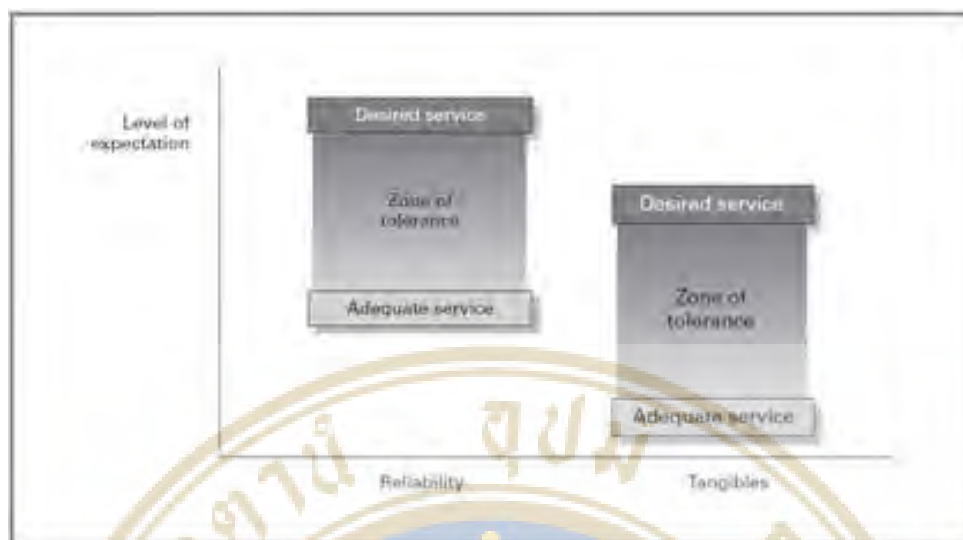 Level of
expectation
Desired service
Zone of
tolerance
Adequate service
Desired service
Zone of
tolerance
Adequate service
Reliability
Tangibles